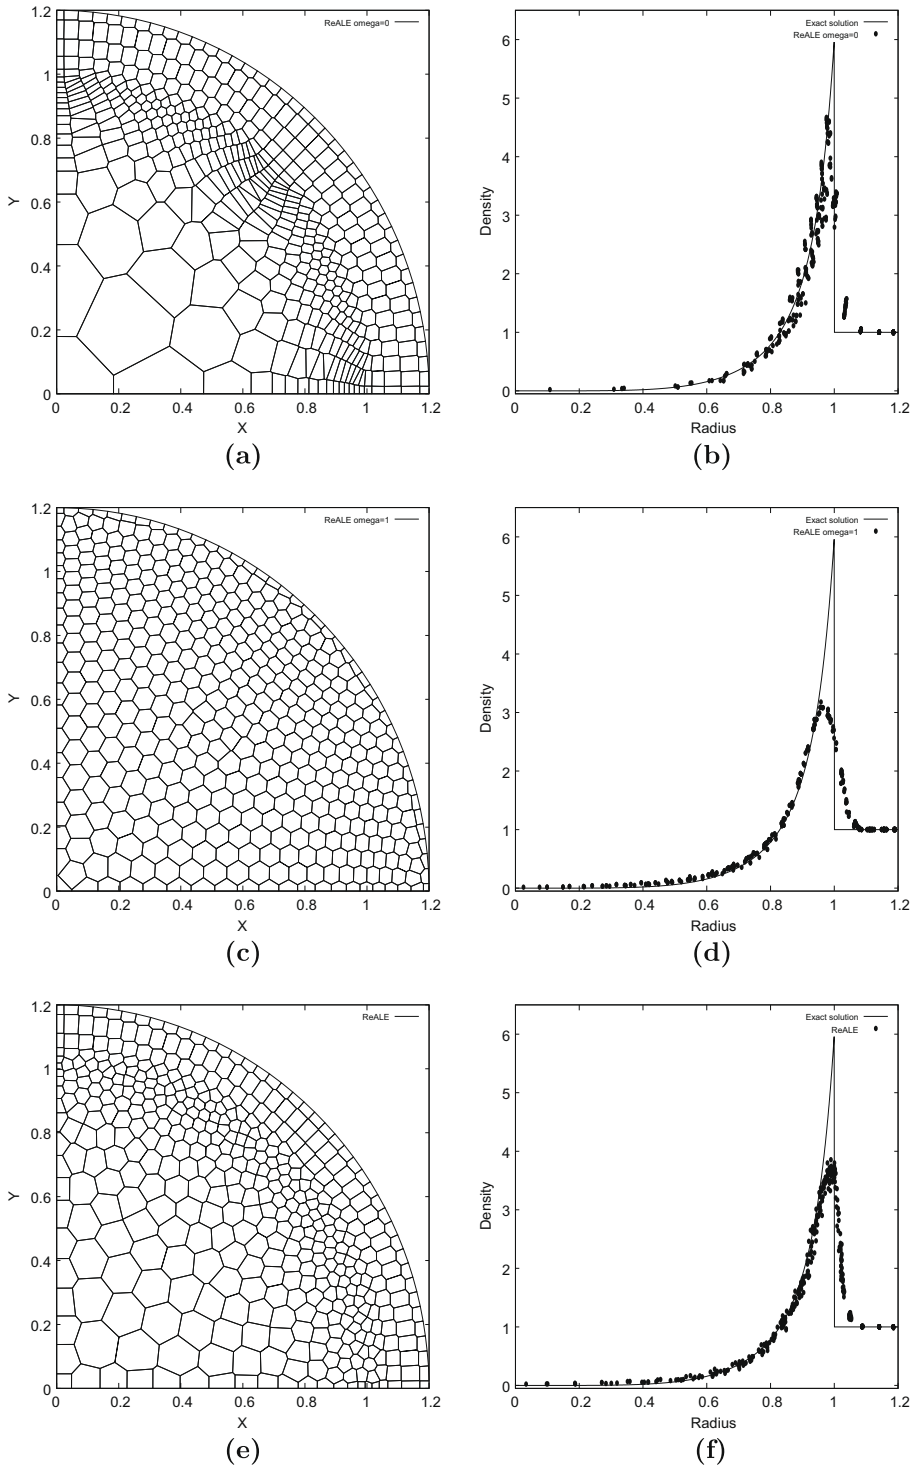 ReALE omega=0
1.2
1
0.8
0.6
0.4
0.2
0
Y
0 0.2 0.4 0.6 0.8 1 1.2
X
(a)
Exact solution
ReALE omega=0
6
5
4
3
2
1
0
Density
0 0.2 0.4 0.6 0.8 1 1.2
Radius
(b)
ReALE omega=1
1.2
1
0.8
0.6
0.4
0.2
0
Y
0 0.2 0.4 0.6 0.8 1 1.2
X
(c)
Exact solution
ReALE omega=1
6
5
4
3
2
1
0
Density
0 0.2 0.4 0.6 0.8 1 1.2
Radius
(d)
ReALE
1.2
1
0.8
0.6
0.4
0.2
0
Y
0 0.2 0.4 0.6 0.8 1 1.2
X
(e)
Exact solution
ReALE
6
5
4
3
2
1
0
Density
0 0.2 0.4 0.6 0.8 1 1.2
Radius
(f)